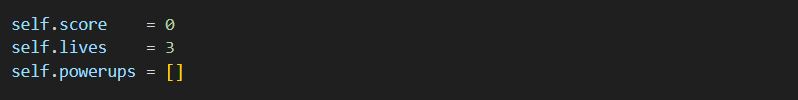 self.score    = 0
self.lives    = 3
self.powerups = []